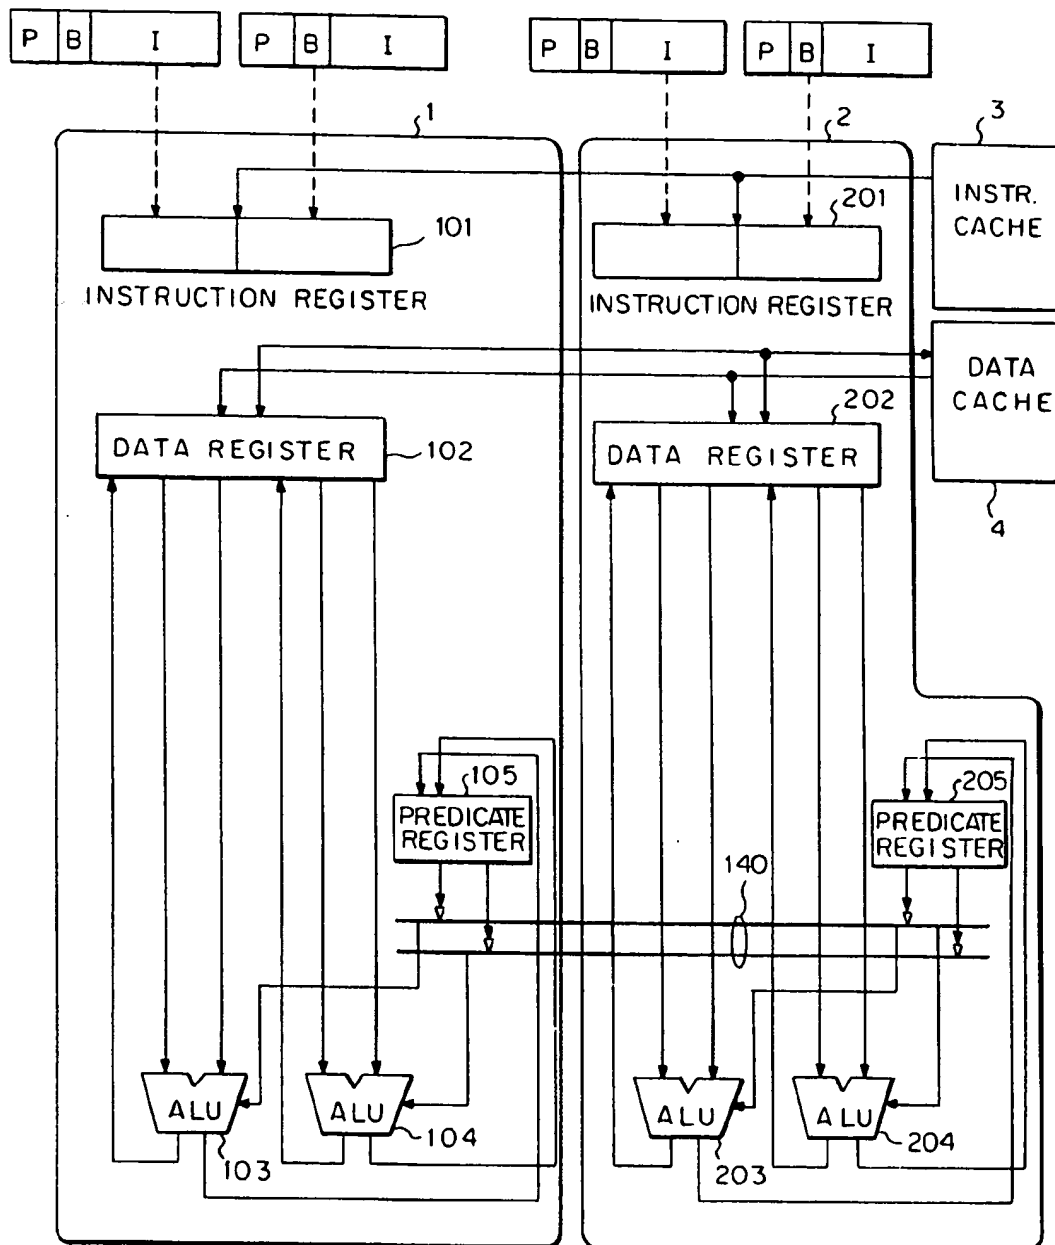 P B I
P B I
P B I
P B I
1
2
3
INSTR.
CACHE
101
201
INSTRUCTION REGISTER
INSTRUCTION REGISTER
DATA
CACHE
4
DATA REGISTER
102
202
DATA REGISTER
105
PREDICATE
REGISTER
205
PREDICATE
REGISTER
140
ALU
103
ALU
104
ALU
203
ALU
204